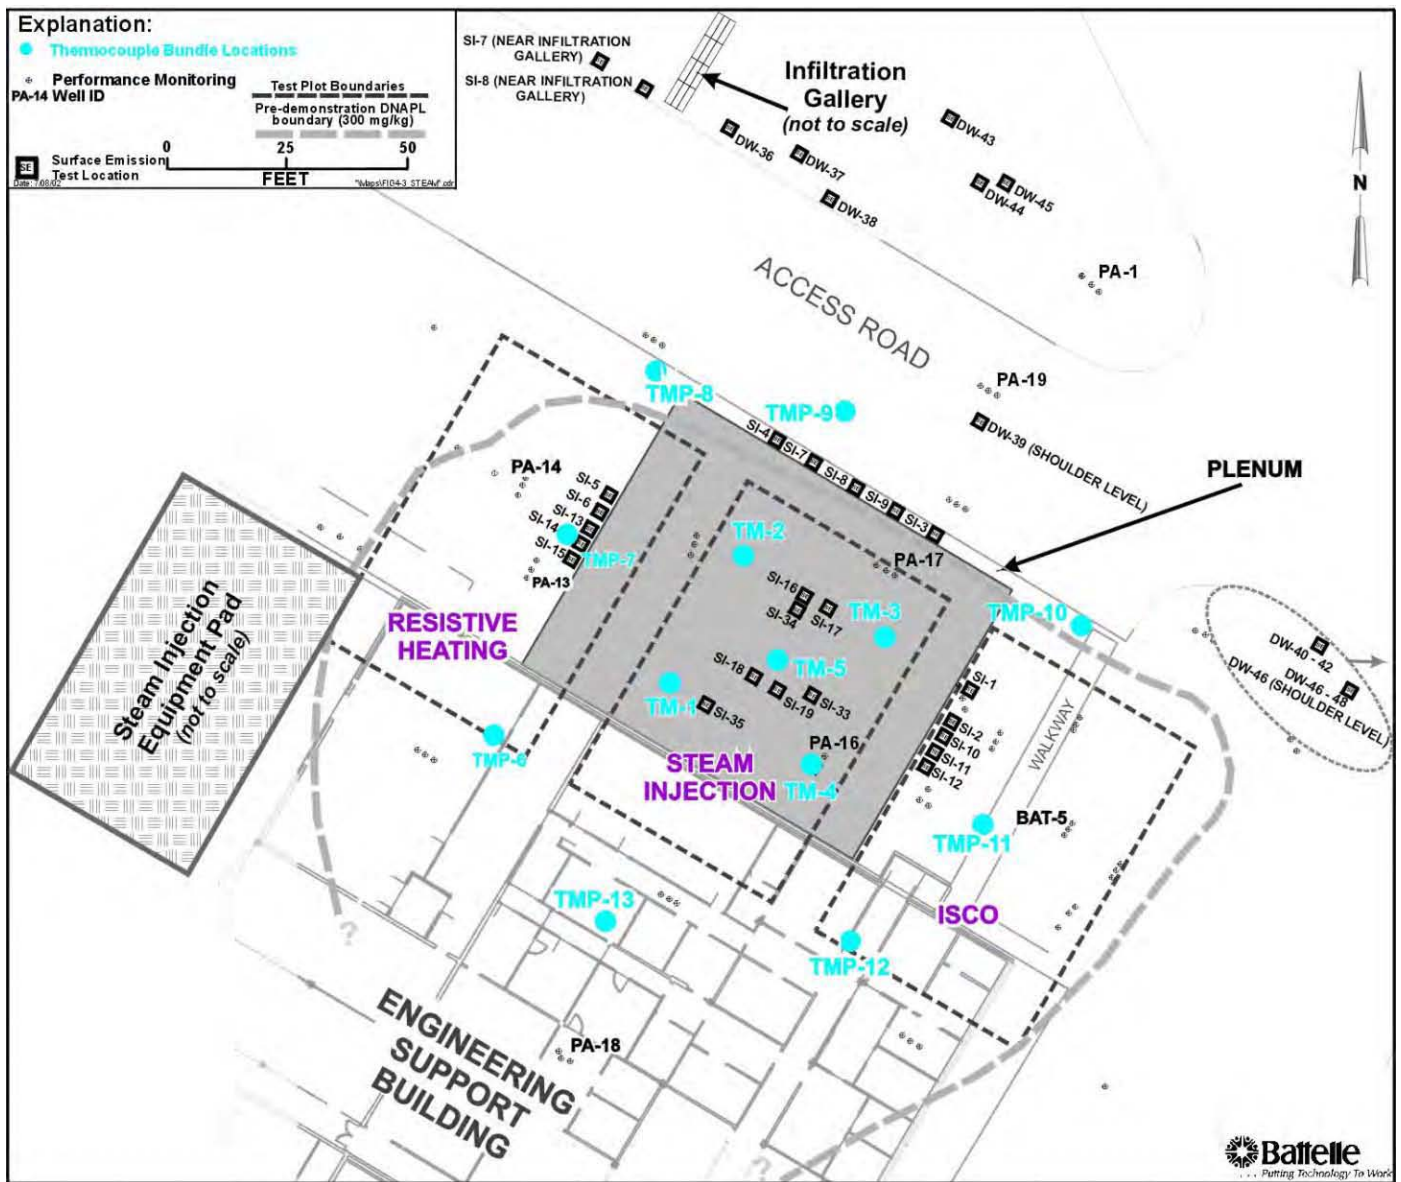 Explanation:
Thermocouple Bundle Locations
Performance Monitoring
PA-14 Well ID
Test Plot Boundaries
Pre-demonstration DNAPL
boundary (300 mg/kg)
SE
Surface Emission
Test Location
0 25 50
FEET
Date: 7/08/02
SI-7 (NEAR INFILTRATION
GALLERY)
SI-8 (NEAR INFILTRATION
GALLERY)
Infiltration
Gallery
(not to scale)
DW-43
DW-36
DW-37
DW-45
DW-44
DW-38
N
ACCESS ROAD
PA-1
PA-19
DW-39 (SHOULDER LEVEL)
TMP-8
TMP-9
SI-4
SI-7
SI-8
SI-9
SI-3
PLENUM
PA-14
SI-5
SI-6
SI-13
SI-14
SI-15
TMP-7
PA-13
TM-2
PA-17
SI-16
SI-34
SI-17
TM-3
TMP-10
DW-40 - 42
DW-46 - 48
DW-46 (SHOULDER LEVEL)
Steam Injection
Equipment Pad
(not to scale)
RESISTIVE
HEATING
TM-5
SI-18
SI-19
SI-33
TM-1
SI-35
SI-1
SI-2
SI-10
SI-11
SI-12
WALKWAY
TMP-6
STEAM
INJECTION
PA-16
TM-4
BAT-5
TMP-11
TMP-13
ISCO
TMP-12
?
ENGINEERING
SUPPORT
BUILDING
PA-18
?
Battelle
. . . Putting Technology To Work